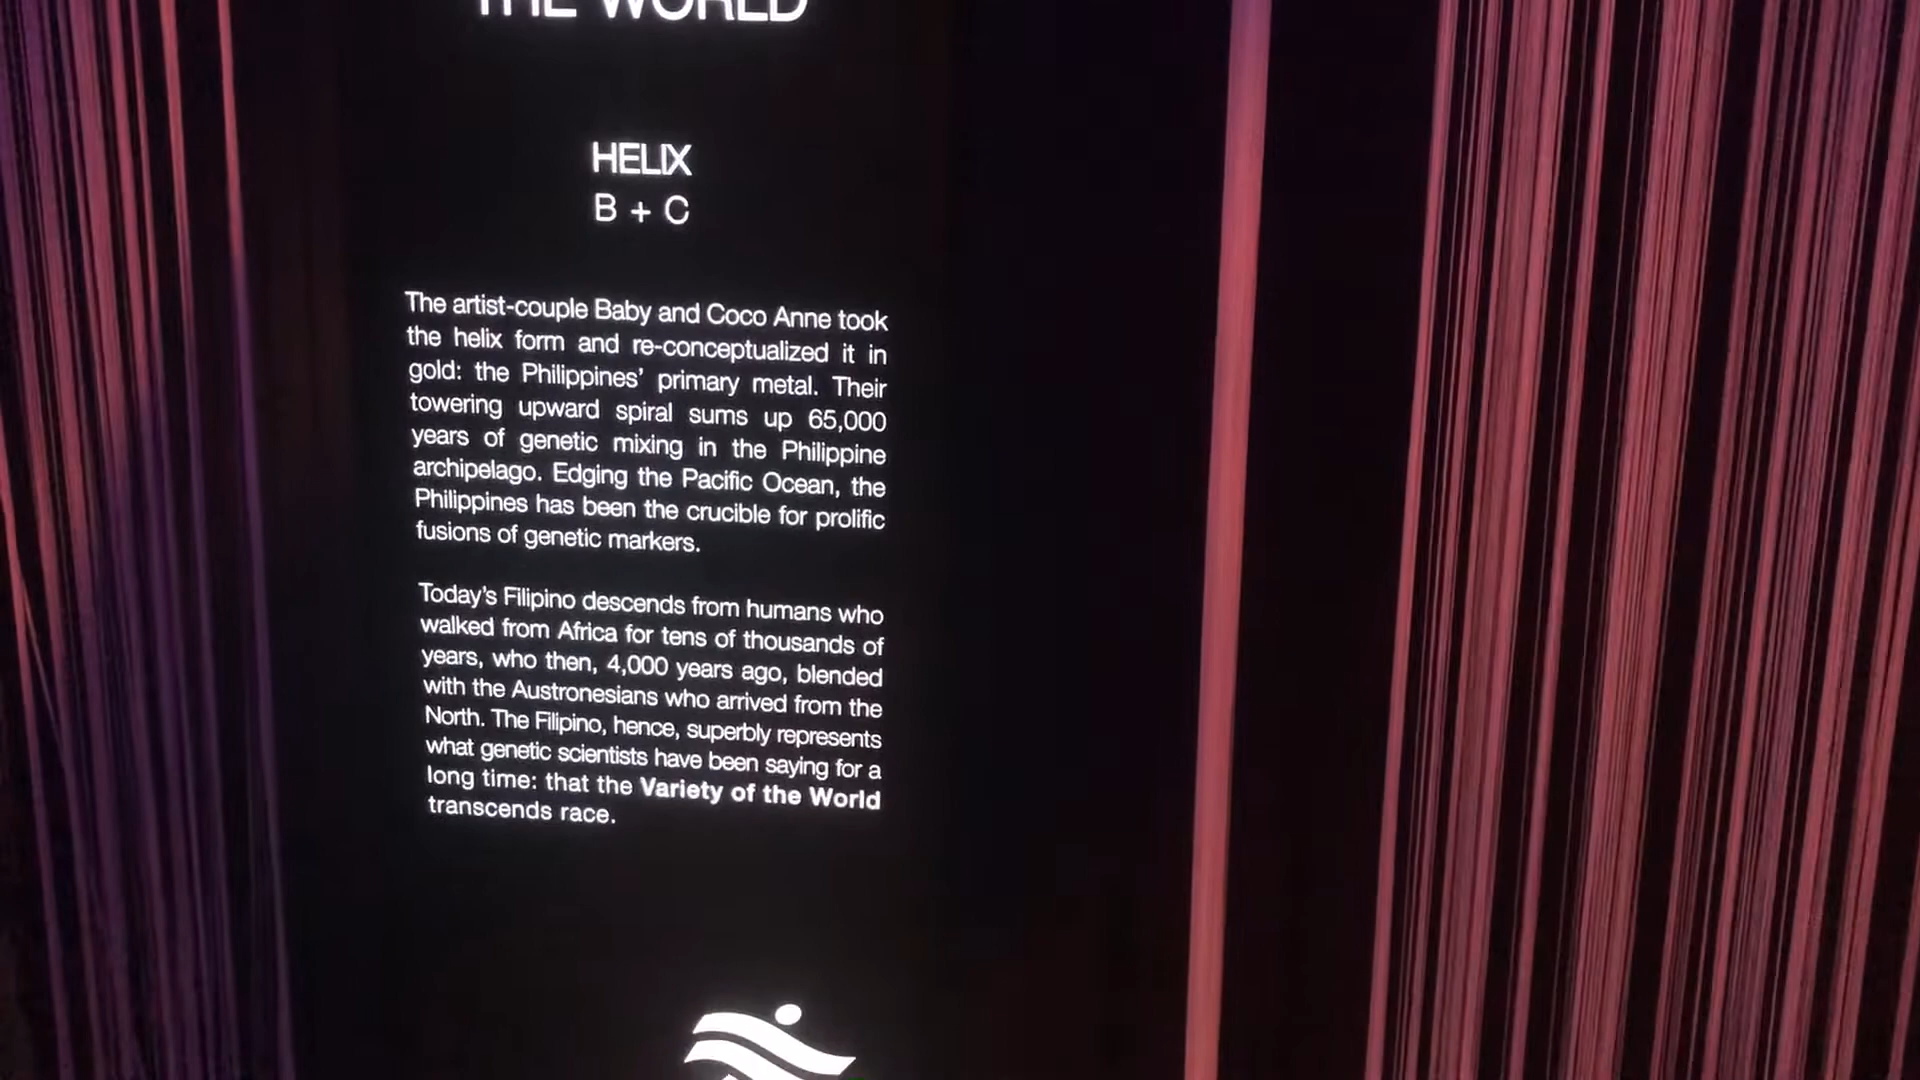 THE WORLD
HELIX
B + C
The artist-couple Baby and Coco Anne took
the helix form and re-conceptualized it in
gold: the Philippines' primary metal. Their
towering upward spiral sums up 65,000
years of genetic mixing in the Philippine
archipelago. Edging the Pacific Ocean, the
Philippines has been the crucible for prolific
fusions of genetic markers.
Today's Filipino descends from humans who
walked from Africa for tens of thousands of
years, who then, 4,000 years ago, blended
with the Austronesians who arrived from the
North. The Filipino, hence, superbly represents
what genetic scientists have been saying for a
long time: that the Variety of the World
transcends race.